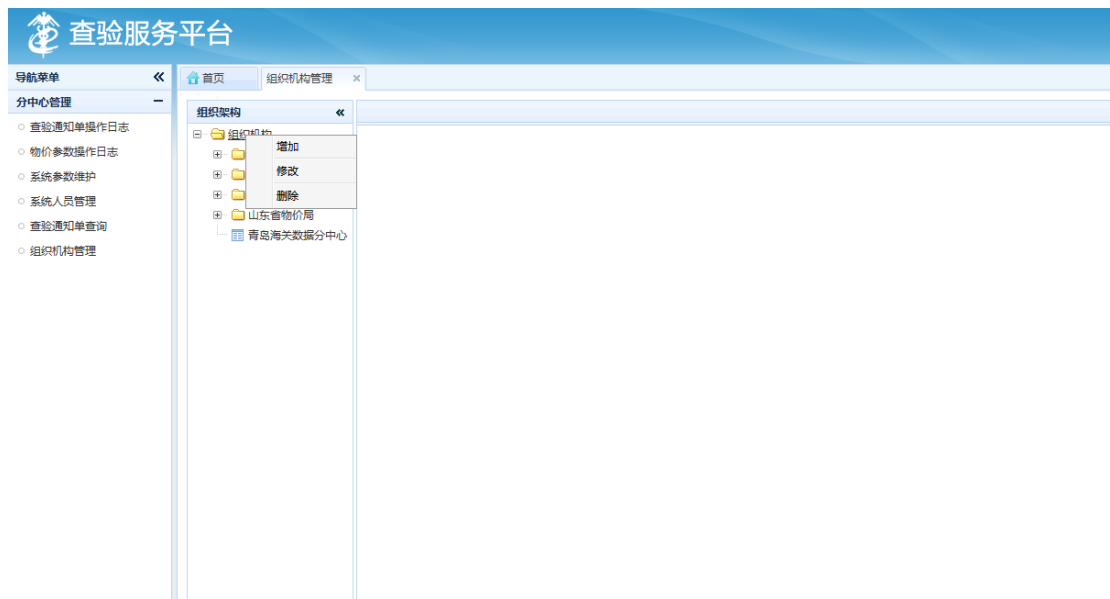 查验服务平台
导航菜单
首页
组织机构管理
分中心管理
组织架构
查验通知单操作日志
物价参数操作日志
系统参数维护
系统人员管理
查验通知单查询
组织机构管理
组织机构
增加
修改
删除
山东省物价局
青岛海关数据分中心